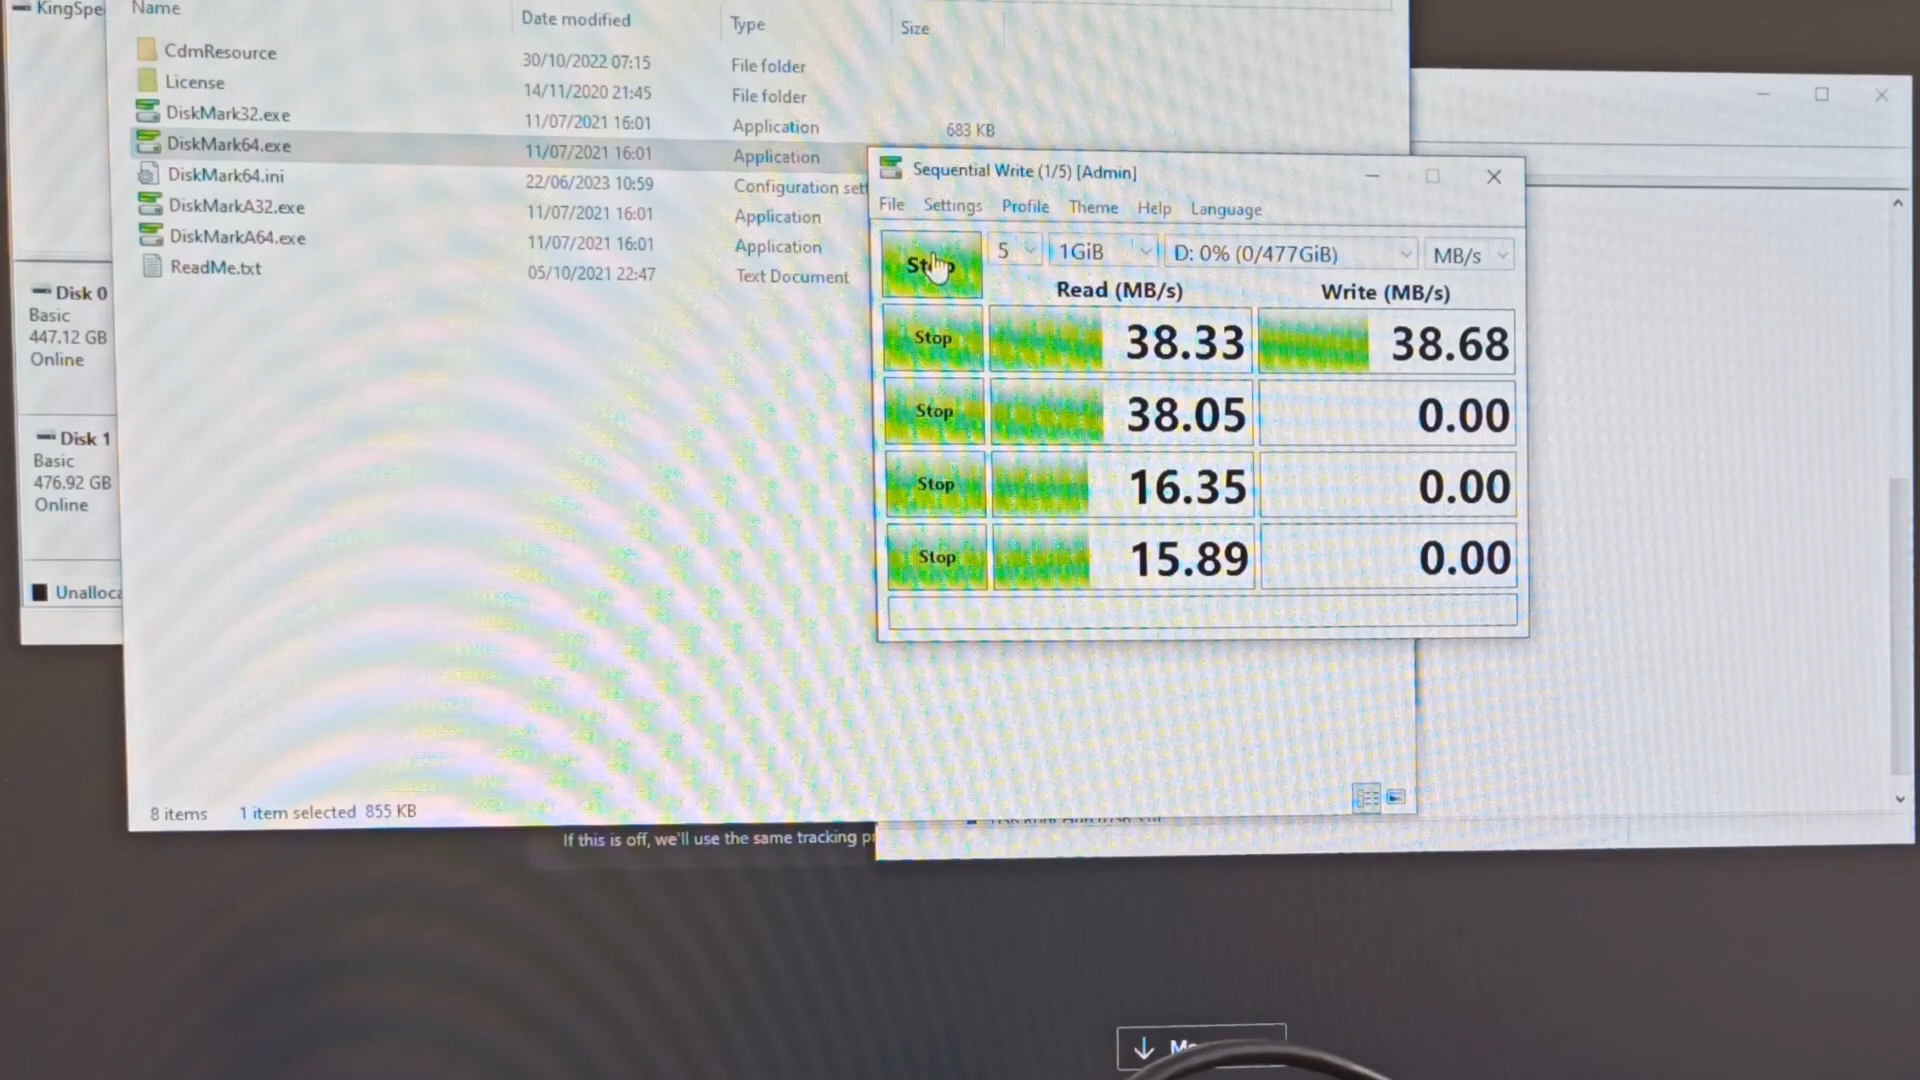 KingSpe
Name
Date modified
Type
Size
CdmResource
30/10/2022 07:15
File folder
License
14/11/2020 21:45
File folder
DiskMark32.exe
11/07/2021 16:01
Application
683 KB
DiskMark64.exe
11/07/2021 16:01
Application
DiskMark64.ini
22/06/2023 10:59
Configuration set
DiskMarkA32.exe
11/07/2021 16:01
Application
DiskMarkA64.exe
11/07/2021 16:01
Application
ReadMe.txt
05/10/2021 22:47
Text Document
Disk 0
Basic
447.12 GB
Online
Disk 1
Basic
476.92 GB
Online
Unalloca
Sequential Write (1/5) [Admin]
File Settings Profile Theme Help Language
Stop
5
1GiB
D: 0% (0/477GiB)
MB/s
Read (MB/s)
Write (MB/s)
Stop 38.33 38.68
Stop 38.05 0.00
Stop 16.35 0.00
Stop 15.89 0.00
8 items 1 item selected 855 KB
If this is off, we'll use the same tracking p